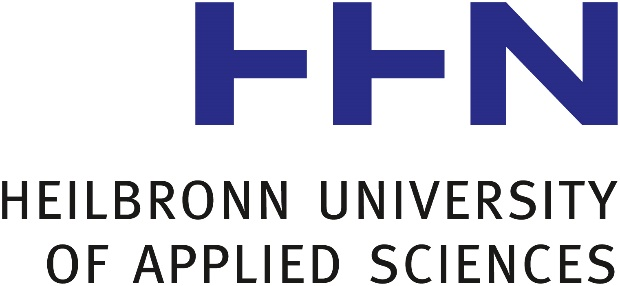 HHN
HEILBRONN UNIVERSITY
OF APPLIED SCIENCES